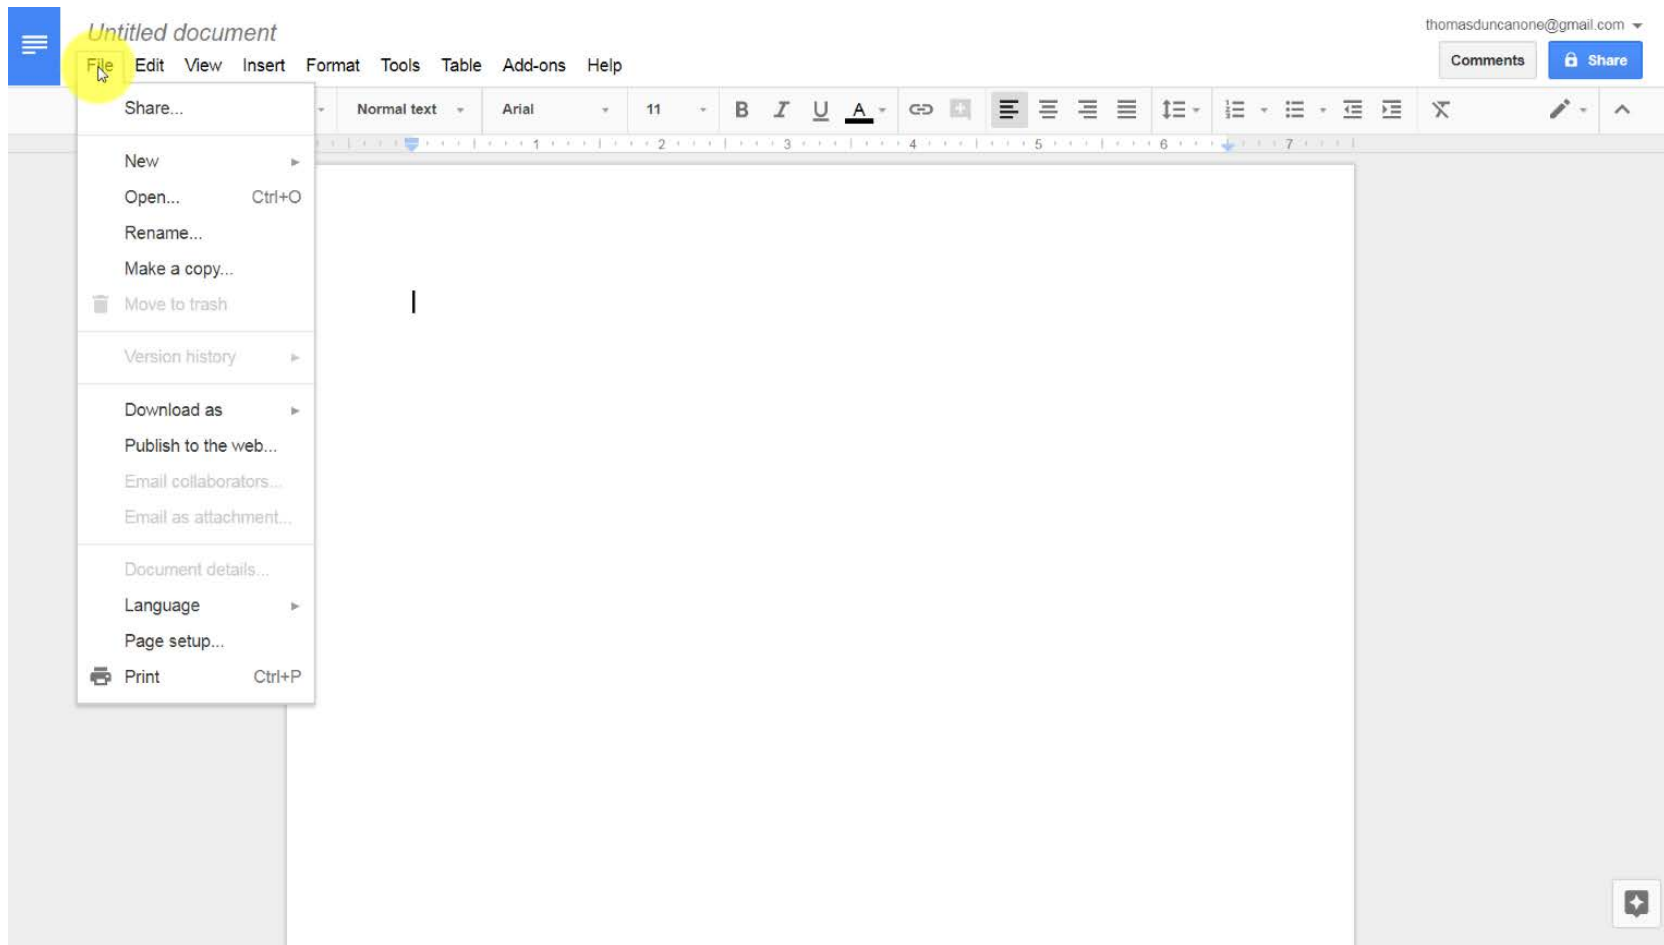 Untitled document
thomasduncanone@gmail.com
File Edit View Insert Format Tools Table Add-ons Help
Comments
Share
Normal text Arial 11 B I U A
1 2 3 4 5 6 7
Share...
New
Open... Ctrl+O
Rename...
Make a copy...
Move to trash
Version history
Download as
Publish to the web...
Email collaborators...
Email as attachment...
Document details...
Language
Page setup...
Print Ctrl+P